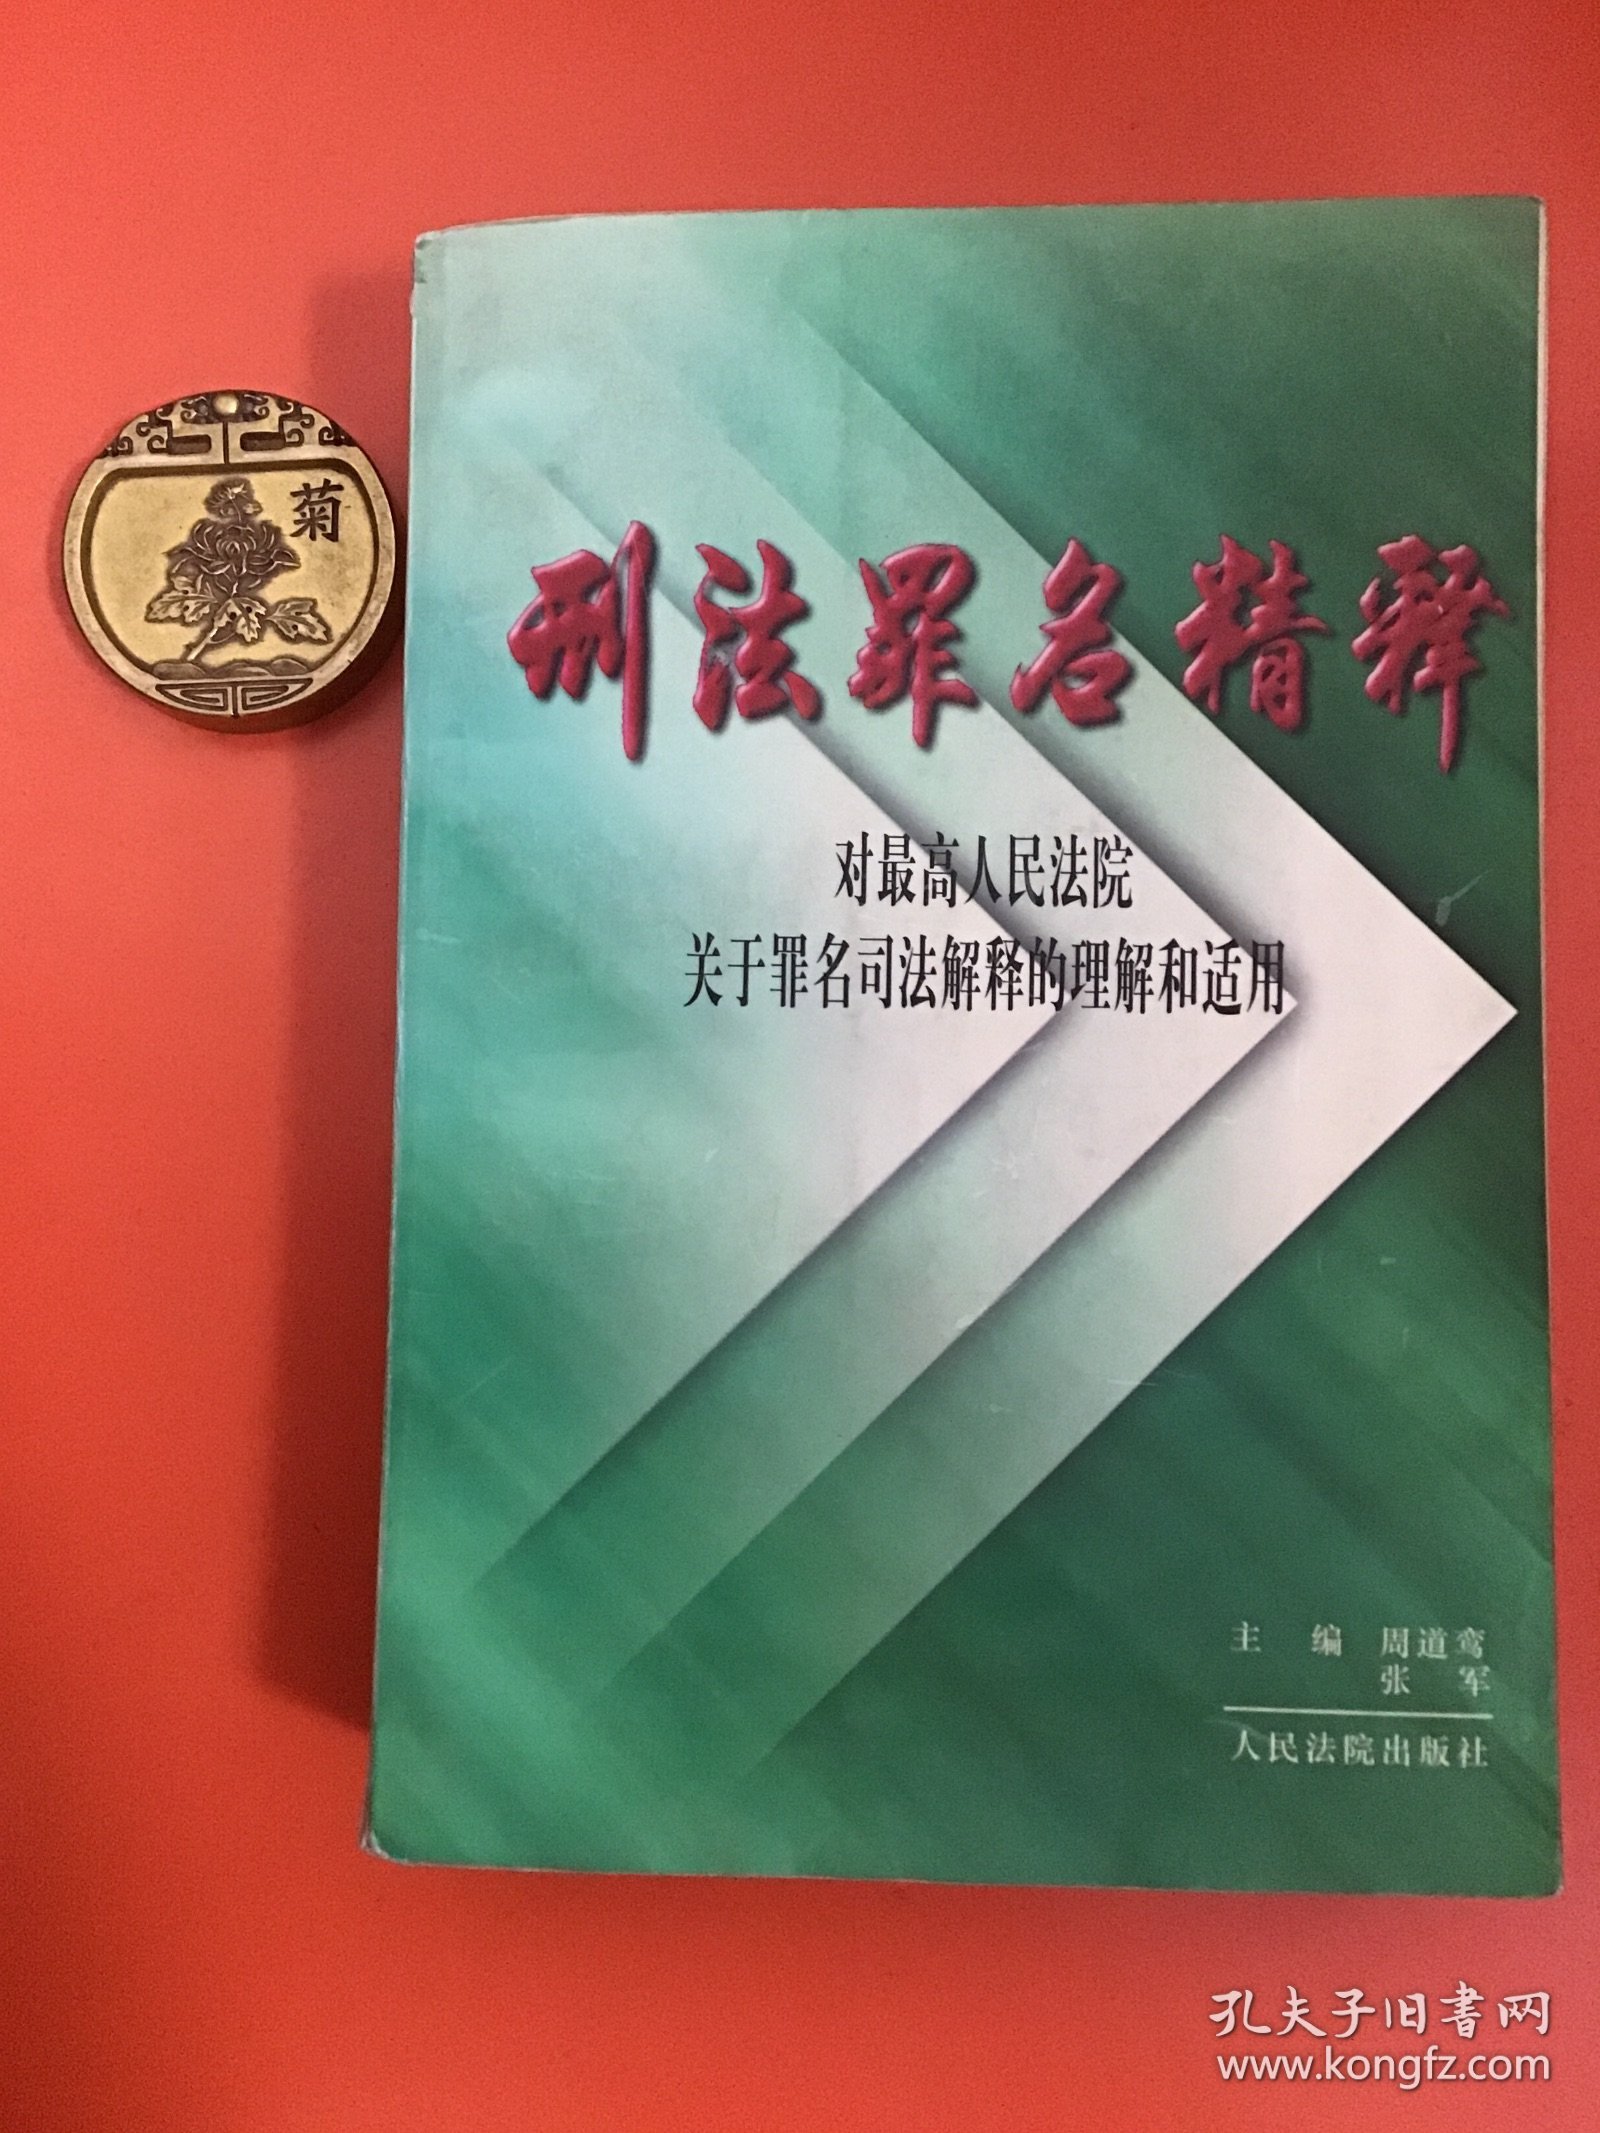 菊
刑法罪名精释
对最高人民法院
关于罪名司法解释的理解和适用
主 编 周道鸾
张 军
人民法院出版社
孔夫子旧书网
www.kongfz.com